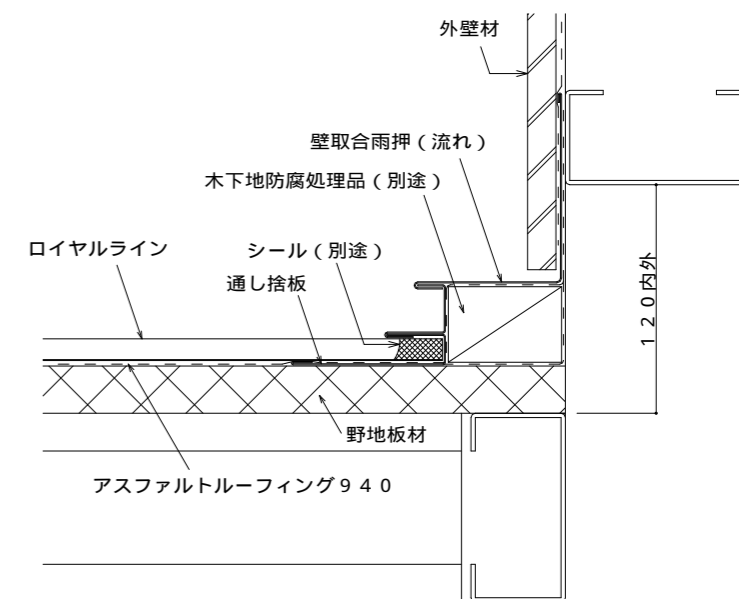 外壁材
壁取合雨押（流れ）
木下地防腐処理品（別途）
ロイヤルライン
シール（別途）
通し捨板
１２０内外
野地板材
アスファルトルーフィング９４０